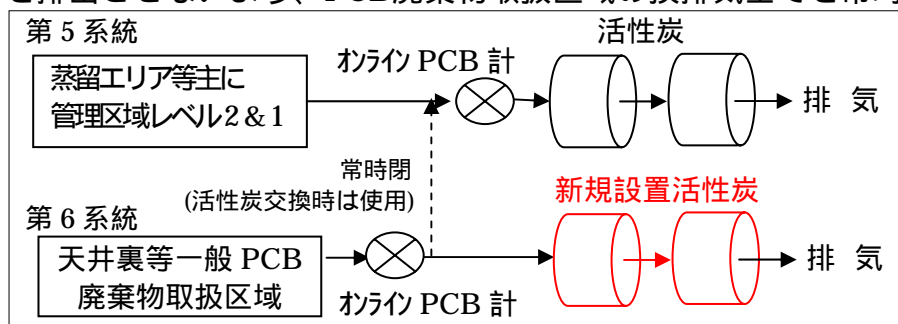 第5系統
オンライン PCB 計
活性炭
蒸留エリア等主に
管理区域レベル2&1
排 気
常時閉
(活性炭交換時は使用)
新規設置活性炭
第6系統
天井裏等一般 PCB
廃棄物取扱区域
排 気
オンライン PCB 計